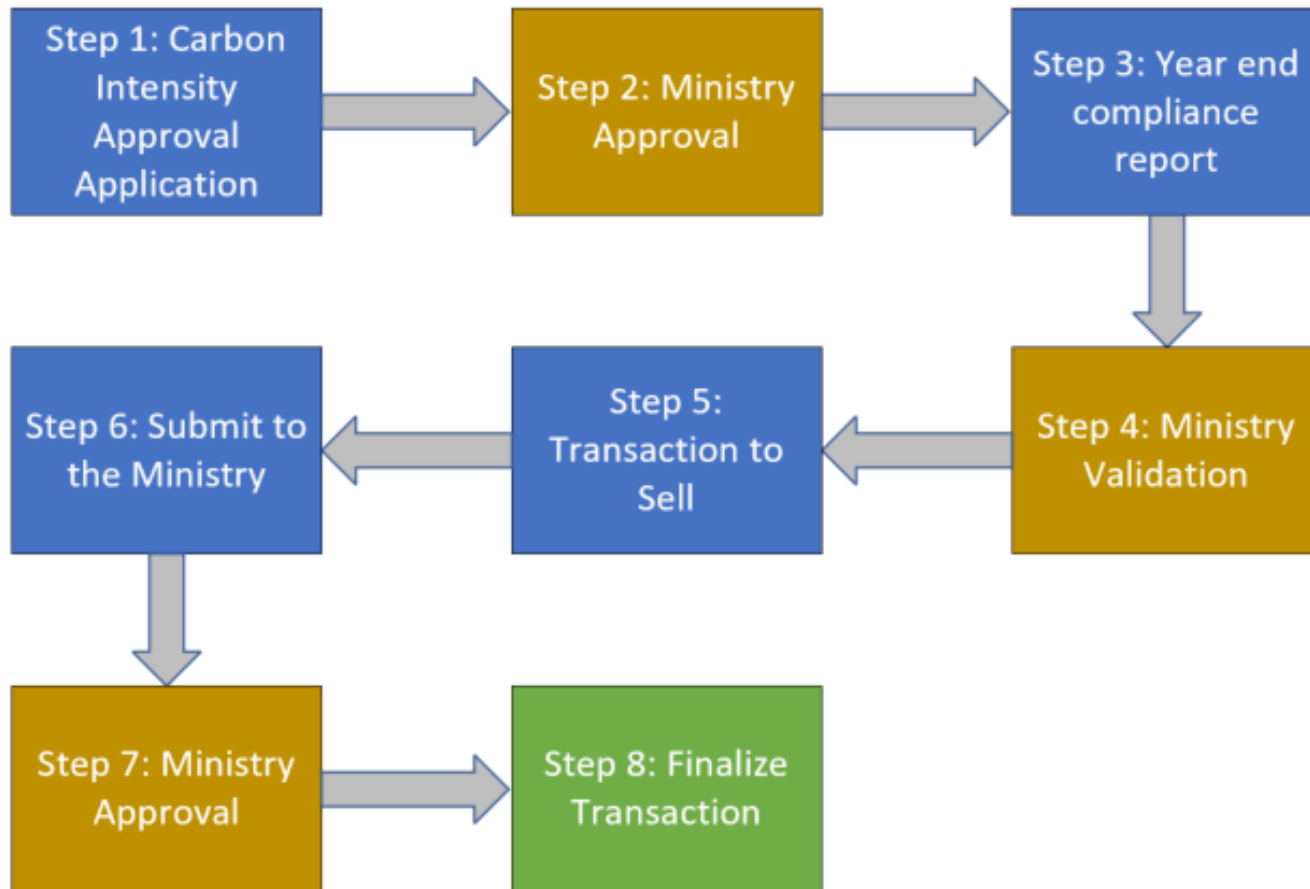 Step 1: Carbon
Intensity
Approval
Application
Step 2: Ministry
Approval
Step 3: Year end
compliance
report
Step 4: Ministry
Validation
Step 5:
Transaction to
Sell
Step 6: Submit to
the Ministry
Step 7: Ministry
Approval
Step 8: Finalize
Transaction